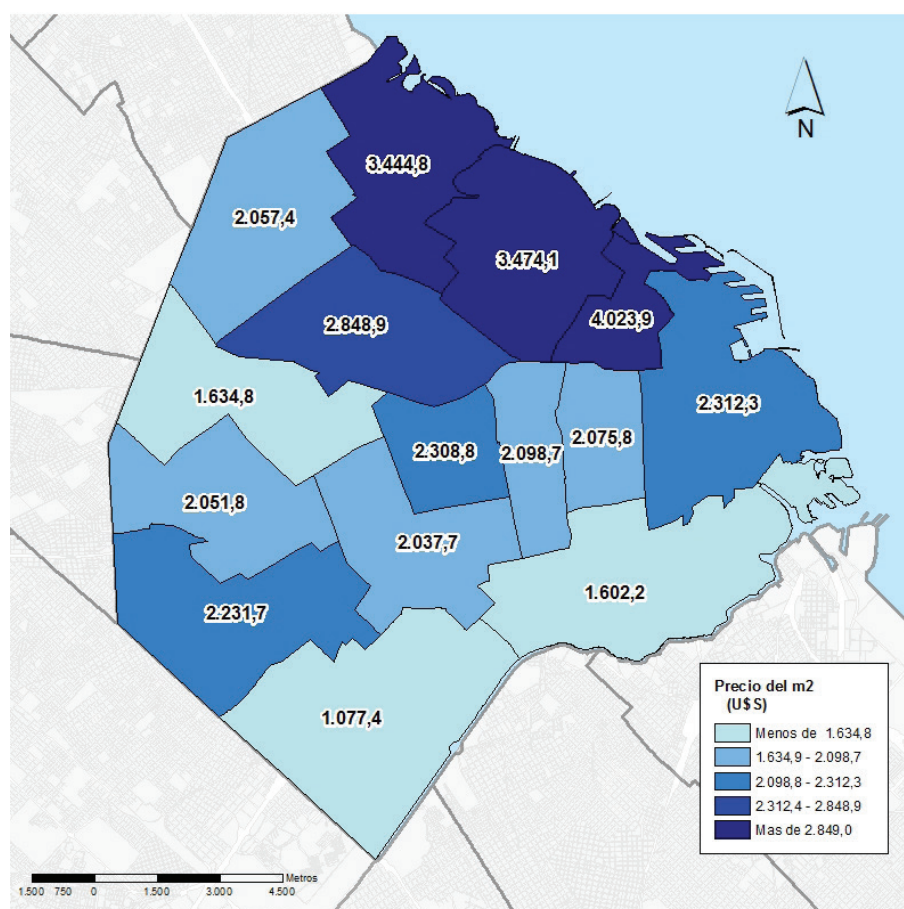 N
3.444,8
2.057,4
3.474,1
4.023,9
2.848,9
1.634,8
2.312,3
2.308,8
2.098,7
2.075,8
2.051,8
2.037,7
1.602,2
2.231,7
1.077,4
Precio del m2
(U$S)
Menos de 1.634,8
1.634,9 - 2.098,7
2.098,8 - 2.312,3
2.312,4 - 2.848,9
Mas de 2.849,0
Metros
1.500 750 0 1.500 3.000 4.500